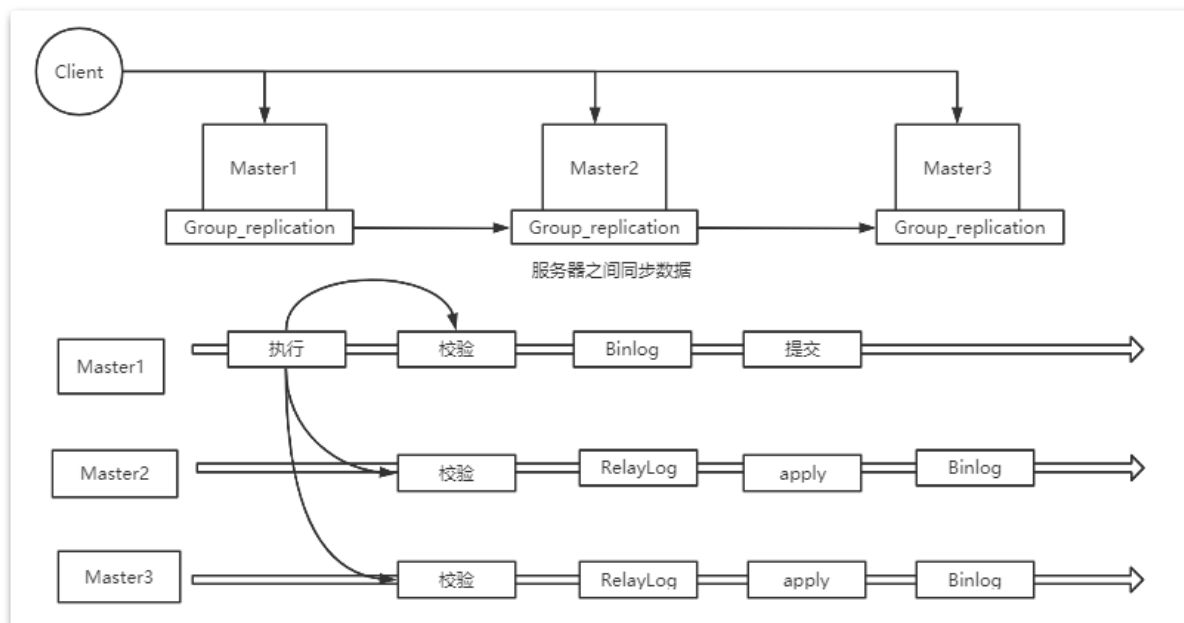 Client
Master1
Master2
Master3
Group_replication
Group_replication
Group_replication
服务器之间同步数据
Master1
执行
校验
Binlog
提交
Master2
校验
RelayLog
apply
Binlog
Master3
校验
RelayLog
apply
Binlog